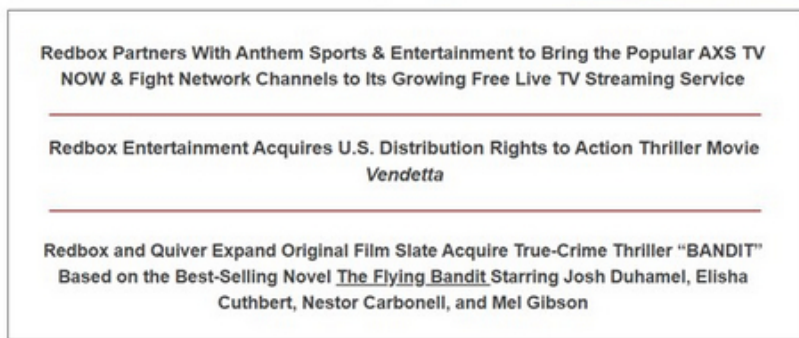 Redbox Partners With Anthem Sports & Entertainment to Bring the Popular AXS TV
NOW & Fight Network Channels to Its Growing Free Live TV Streaming Service
Redbox Entertainment Acquires U.S. Distribution Rights to Action Thriller Movie
Vendetta
Redbox and Quiver Expand Original Film Slate Acquire True-Crime Thriller “BANDIT”
Based on the Best-Selling Novel The Flying Bandit Starring Josh Duhamel, Elisha
Cuthbert, Nestor Carbonell, and Mel Gibson